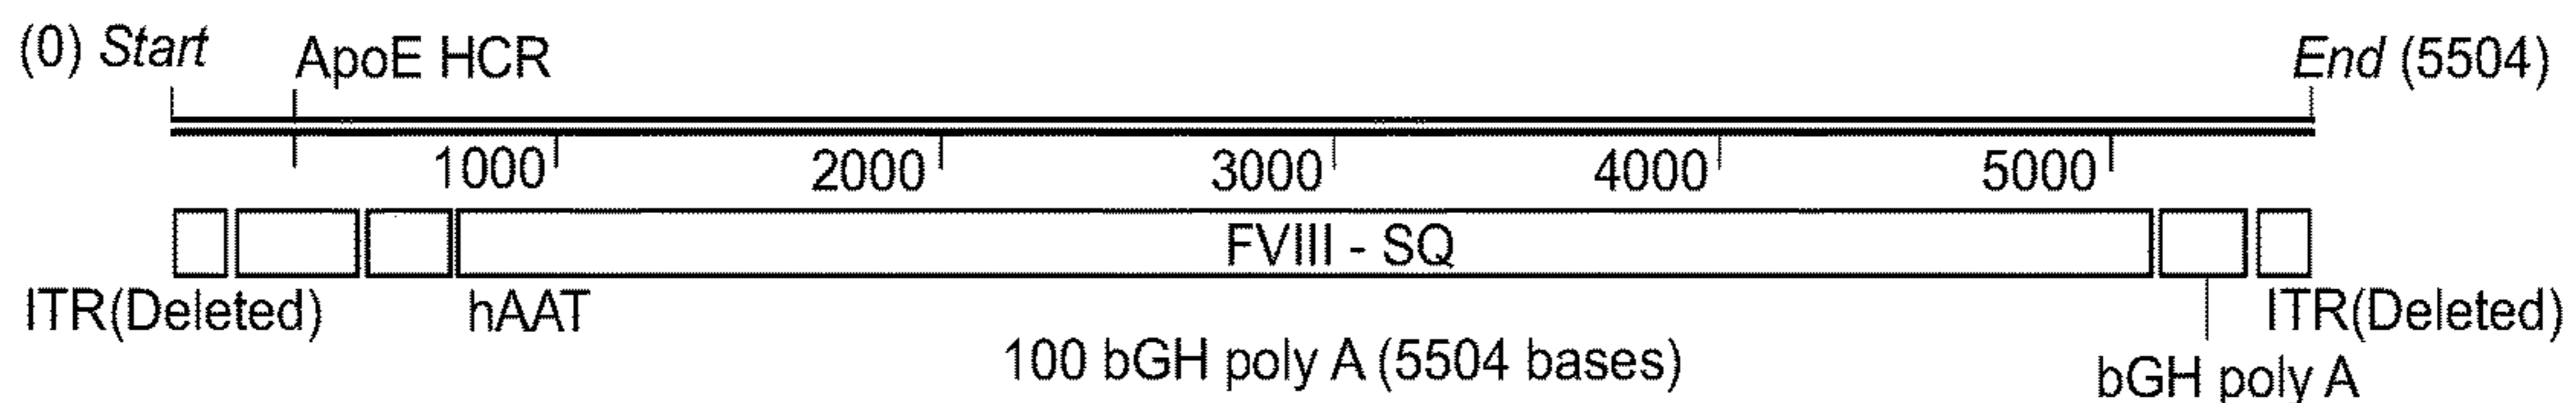 (0) Start
ApoE HCR
End (5504)
1000 2000 3000 4000 5000
FVIII - SQ
ITR(Deleted)
hAAT
ITR(Deleted)
100 bGH poly A (5504 bases)
bGH poly A